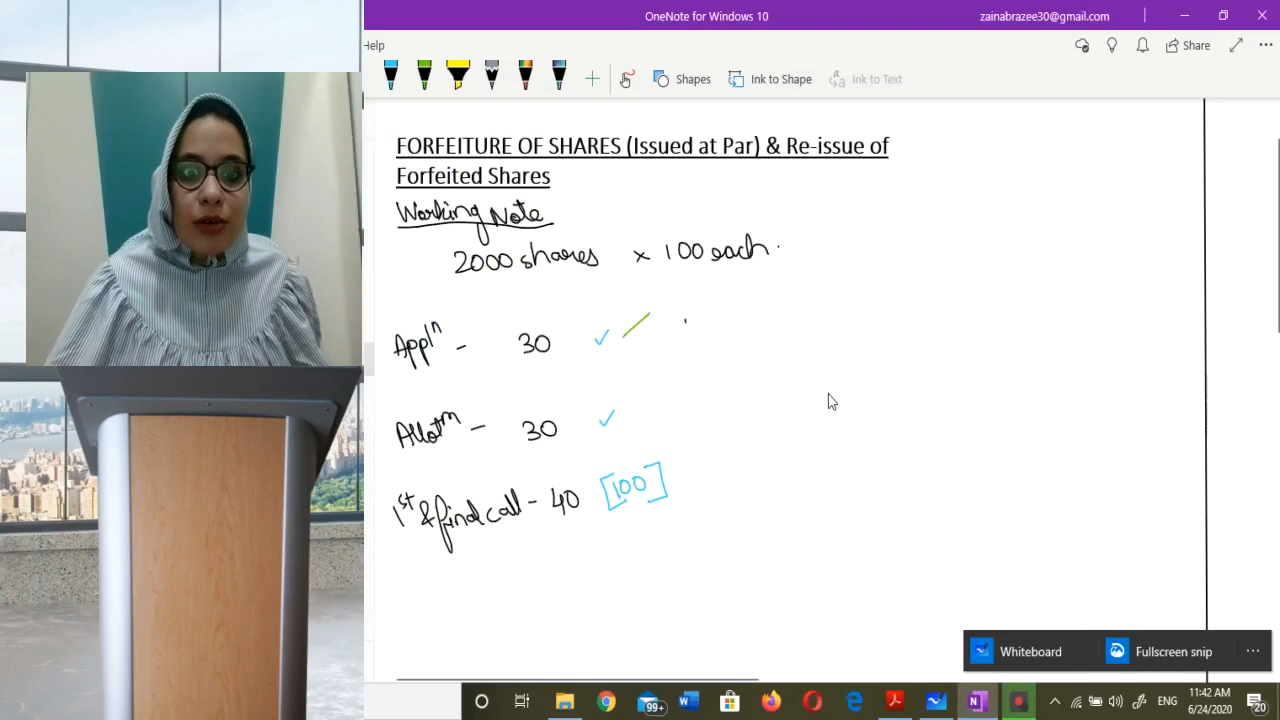 OneNote for Windows 10
zainabrazee30@gmail.com
Help
Share
Shapes
Ink to Shape
Ink to Text
FORFEITURE OF SHARES (Issued at Par) & Re-issue of
Forfeited Shares
Working Note
2000 shares × 100 each.
Applⁿ - 30 ✓
Allotᵐ - 30 ✓
1st & final call - 40 [100]
Whiteboard
Fullscreen snip
99+
ENG
11:42 AM
6/24/2020
20